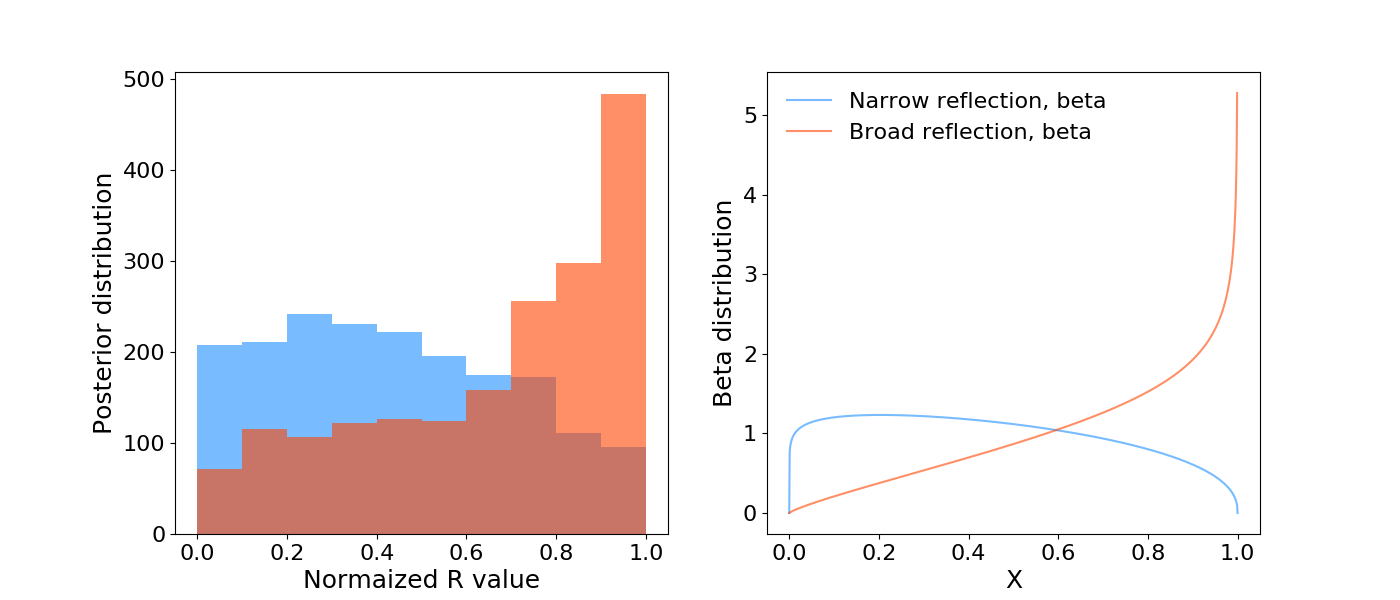 500
400
300
200
100
0
Posterior distribution
0.0 0.2 0.4 0.6 0.8 1.0
Normaized R value
Narrow reflection, beta
Broad reflection, beta
5
4
3
2
1
0
Beta distribution
0.0 0.2 0.4 0.6 0.8 1.0
X